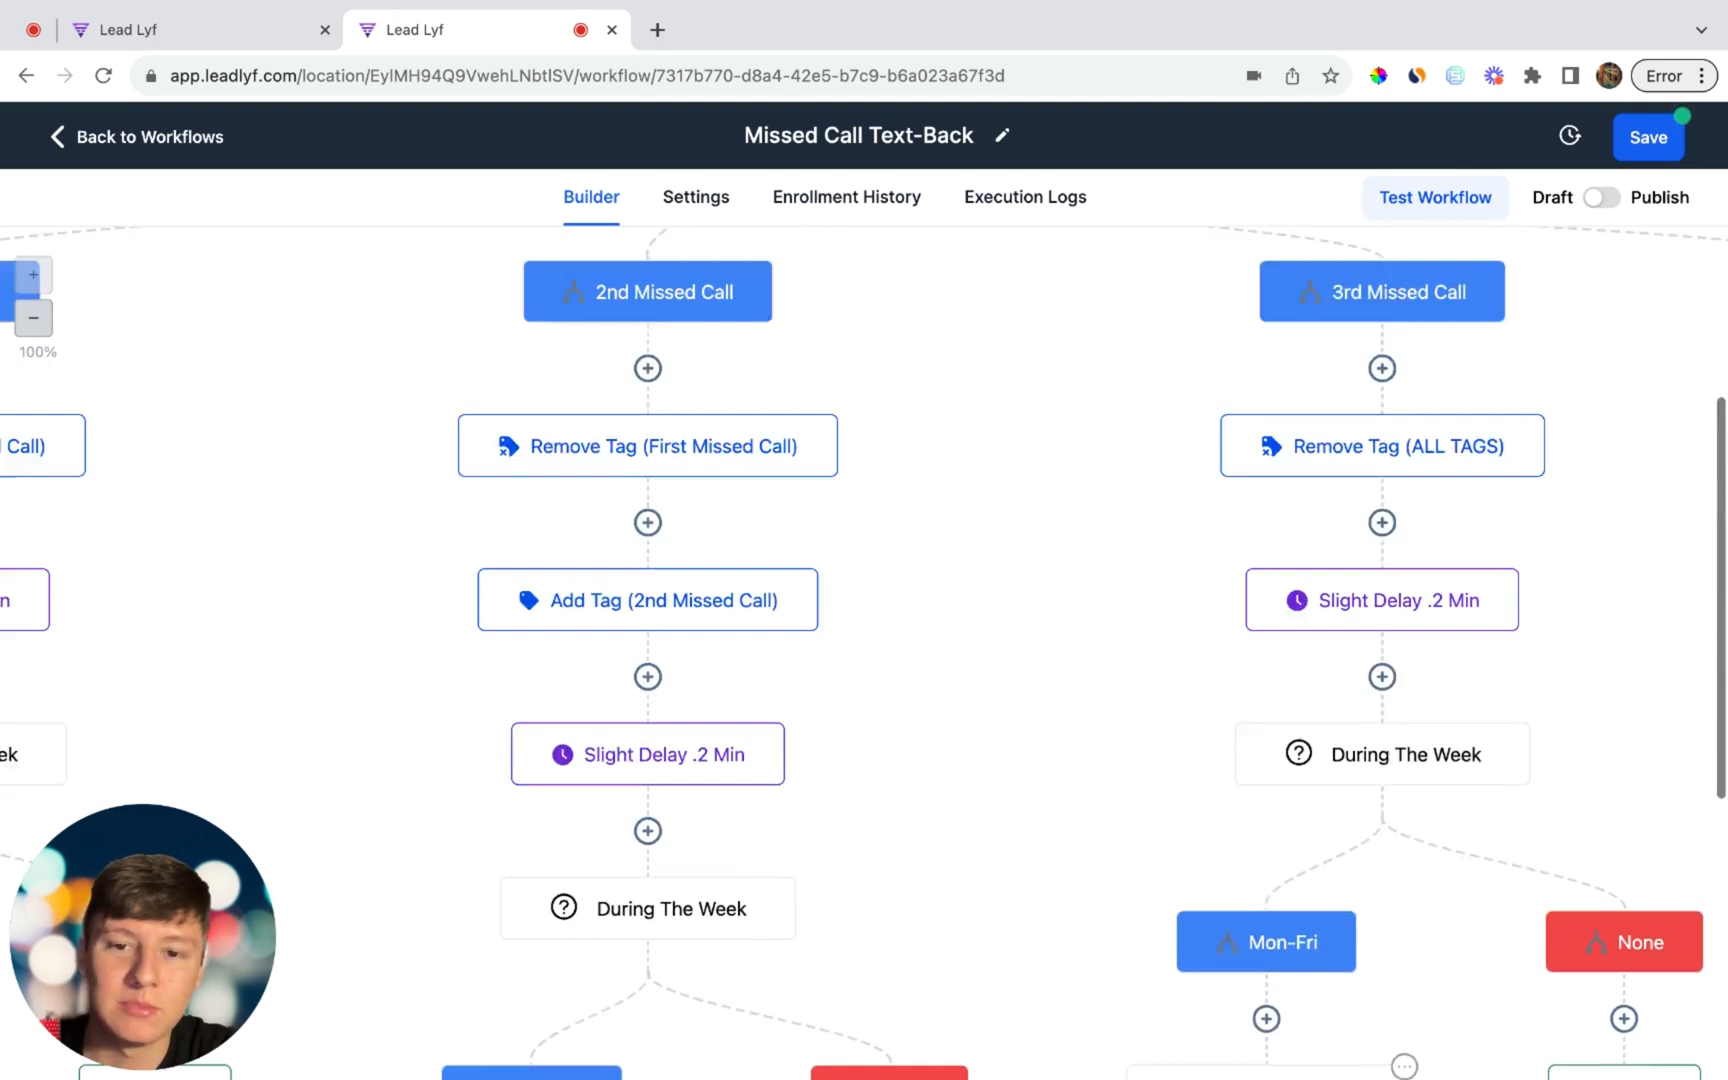 Lead Lyf
Lead Lyf
app.leadlyf.com/location/EylMH94Q9VwehLNbtlSV/workflow/7317b770-d8a4-42e5-b7c9-b6a023a67f3d
Error
Back to Workflows
Missed Call Text-Back
Save
Builder
Settings
Enrollment History
Execution Logs
Test Workflow
Draft
Publish
+
−
100%
2nd Missed Call
3rd Missed Call
Call)
Remove Tag (First Missed Call)
Remove Tag (ALL TAGS)
n
Add Tag (2nd Missed Call)
Slight Delay .2 Min
ek
Slight Delay .2 Min
During The Week
During The Week
Mon-Fri
None